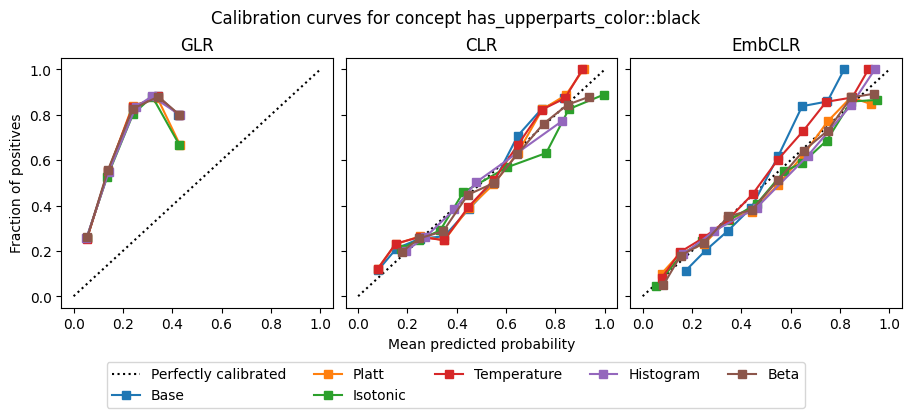 Calibration curves for concept has_upperparts_color::black
GLR
CLR
EmbCLR
Fraction of positives
1.0
0.8
0.6
0.4
0.2
0.0
0.0 0.2 0.4 0.6 0.8 1.0
0.0 0.2 0.4 0.6 0.8 1.0
0.0 0.2 0.4 0.6 0.8 1.0
Mean predicted probability
Perfectly calibrated
Base
Platt
Isotonic
Temperature
Histogram
Beta